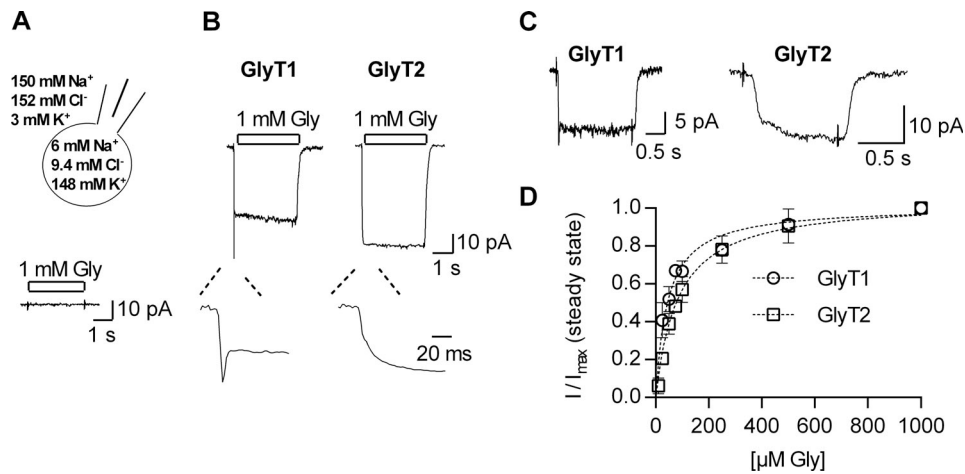 A
150 mM Na⁺
152 mM Cl⁻
3 mM K⁺
6 mM Na⁺
9.4 mM Cl⁻
148 mM K⁺
1 mM Gly
10 pA
1 s
B
GlyT1 GlyT2
1 mM Gly 1 mM Gly
10 pA
1 s
20 ms
C
GlyT1 GlyT2
5 pA
0.5 s
10 pA
0.5 s
D
I / Imax (steady state)
1.0
0.8
0.6
0.4
0.2
0.0
GlyT1
GlyT2
0 200 400 600 800 1000
[µM Gly]